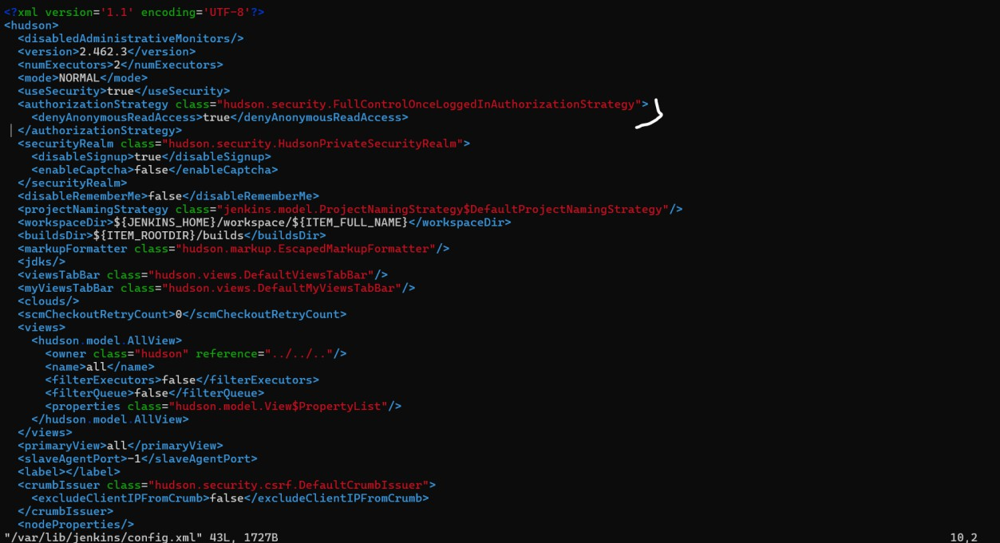 <?xml version='1.1' encoding='UTF-8'?>
<hudson>
  <disabledAdministrativeMonitors/>
  <version>2.462.3</version>
  <numExecutors>2</numExecutors>
  <mode>NORMAL</mode>
  <useSecurity>true</useSecurity>
  <authorizationStrategy class="hudson.security.FullControlOnceLoggedInAuthorizationStrategy">
    <denyAnonymousReadAccess>true</denyAnonymousReadAccess>
  </authorizationStrategy>
  <securityRealm class="hudson.security.HudsonPrivateSecurityRealm">
    <disableSignup>true</disableSignup>
    <enableCaptcha>false</enableCaptcha>
  </securityRealm>
  <disableRememberMe>false</disableRememberMe>
  <projectNamingStrategy class="jenkins.model.ProjectNamingStrategy$DefaultProjectNamingStrategy"/>
  <workspaceDir>${JENKINS_HOME}/workspace/${ITEM_FULL_NAME}</workspaceDir>
  <buildsDir>${ITEM_ROOTDIR}/builds</buildsDir>
  <markupFormatter class="hudson.markup.EscapedMarkupFormatter"/>
  <jdks/>
  <viewsTabBar class="hudson.views.DefaultViewsTabBar"/>
  <myViewsTabBar class="hudson.views.DefaultMyViewsTabBar"/>
  <clouds/>
  <scmCheckoutRetryCount>0</scmCheckoutRetryCount>
  <views>
    <hudson.model.AllView>
      <owner class="hudson" reference="../../.."/>
      <name>all</name>
      <filterExecutors>false</filterExecutors>
      <filterQueue>false</filterQueue>
      <properties class="hudson.model.View$PropertyList"/>
    </hudson.model.AllView>
  </views>
  <primaryView>all</primaryView>
  <slaveAgentPort>-1</slaveAgentPort>
  <label></label>
  <crumbIssuer class="hudson.security.csrf.DefaultCrumbIssuer">
    <excludeClientIPFromCrumb>false</excludeClientIPFromCrumb>
  </crumbIssuer>
  <nodeProperties/>
"/var/lib/jenkins/config.xml" 43L, 1727B 10,2